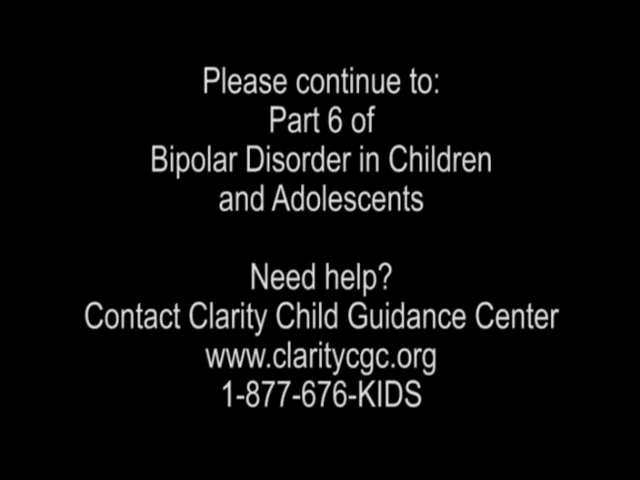 Please continue to:
Part 6 of
Bipolar Disorder in Children
and Adolescents
Need help?
Contact Clarity Child Guidance Center
www.claritycgc.org
1-877-676-KIDS